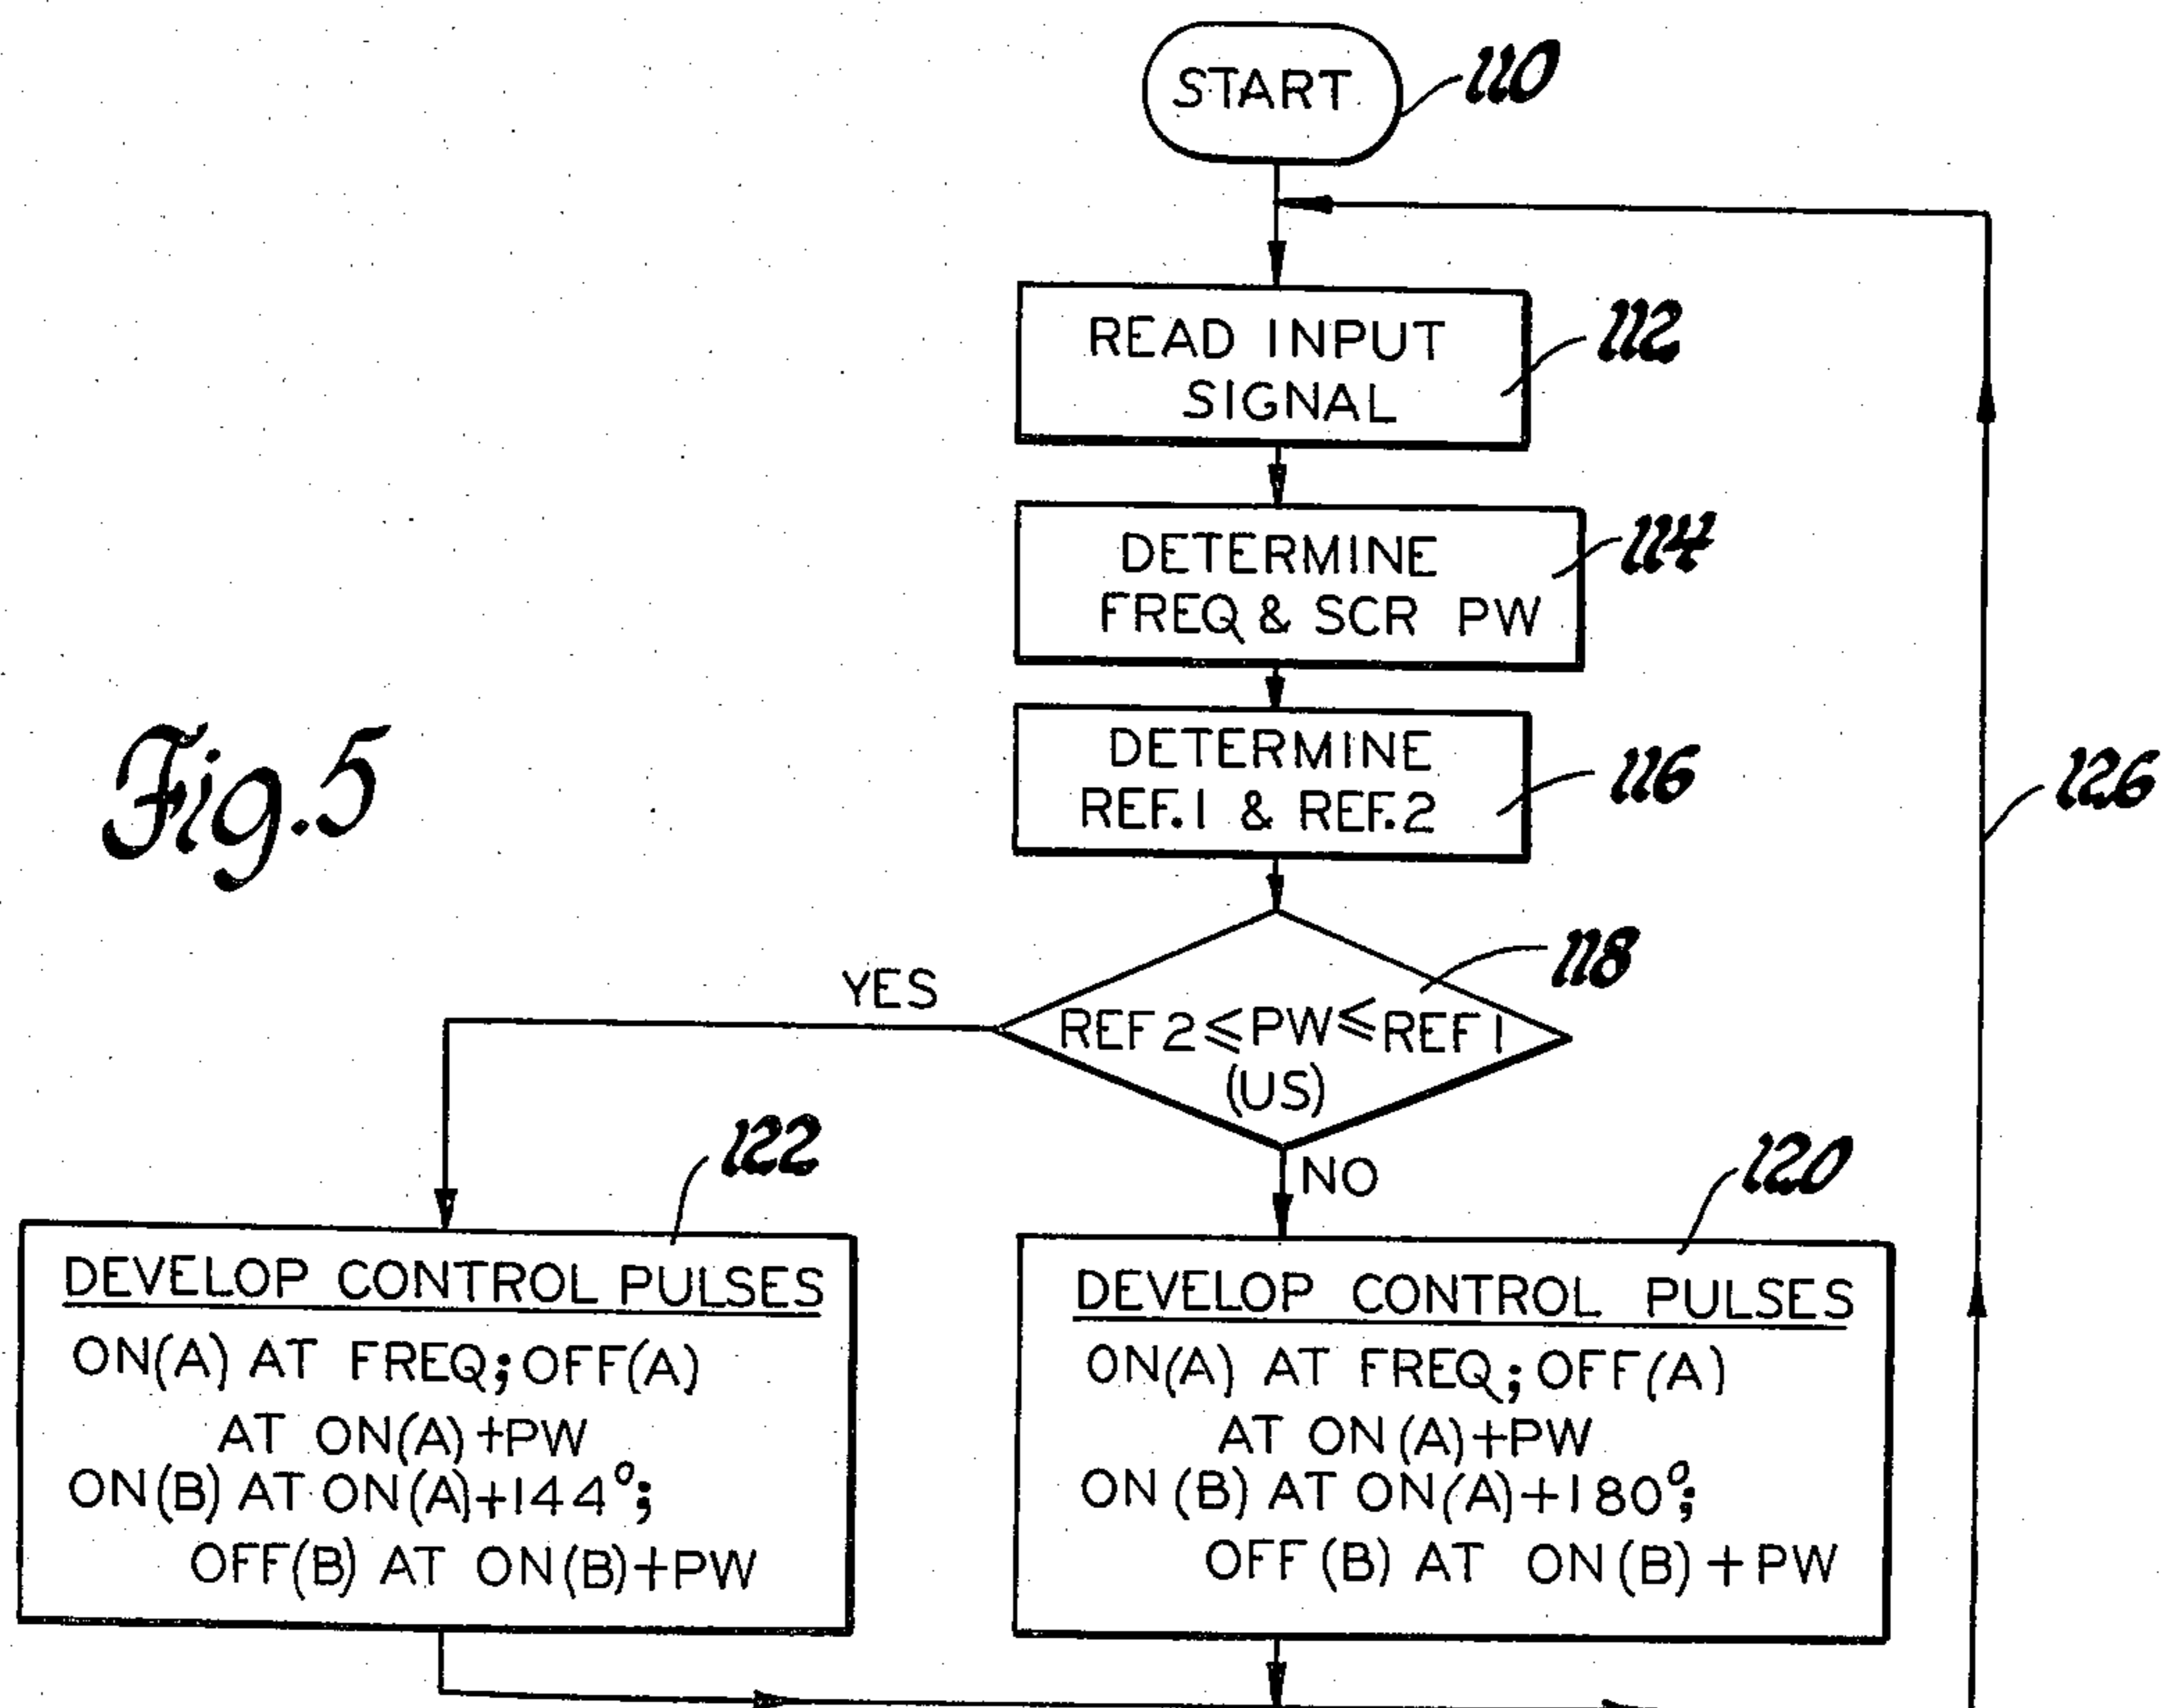 START
110
READ INPUT
SIGNAL
112
DETERMINE
FREQ & SCR PW
114
DETERMINE
REF.1 & REF.2
116
Fig.5
126
118
YES
REF 2≤PW≤REF 1
(US)
NO
122
120
DEVELOP CONTROL PULSES
ON(A) AT FREQ; OFF(A)
AT ON(A)+PW
ON(B) AT ON(A)+144°;
OFF(B) AT ON(B)+PW
DEVELOP CONTROL PULSES
ON(A) AT FREQ; OFF(A)
AT ON(A)+PW
ON(B) AT ON(A)+180°;
OFF(B) AT ON(B)+PW